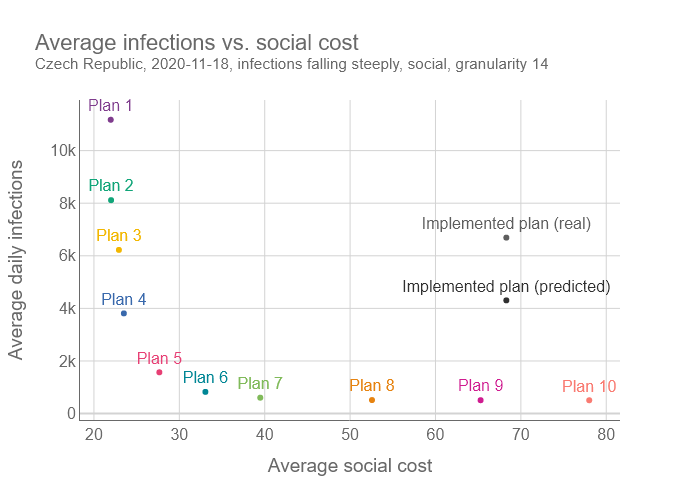 Average infections vs. social cost
Czech Republic, 2020-11-18, infections falling steeply, social, granularity 14
Plan 1
10k
Plan 2
8k
Plan 3
Implemented plan (real)
6k
Implemented plan (predicted)
Plan 4
4k
Plan 5
2k
Plan 6
Plan 7
Plan 8
Plan 9
Plan 10
0
20 30 40 50 60 70 80
Average social cost
Average daily infections